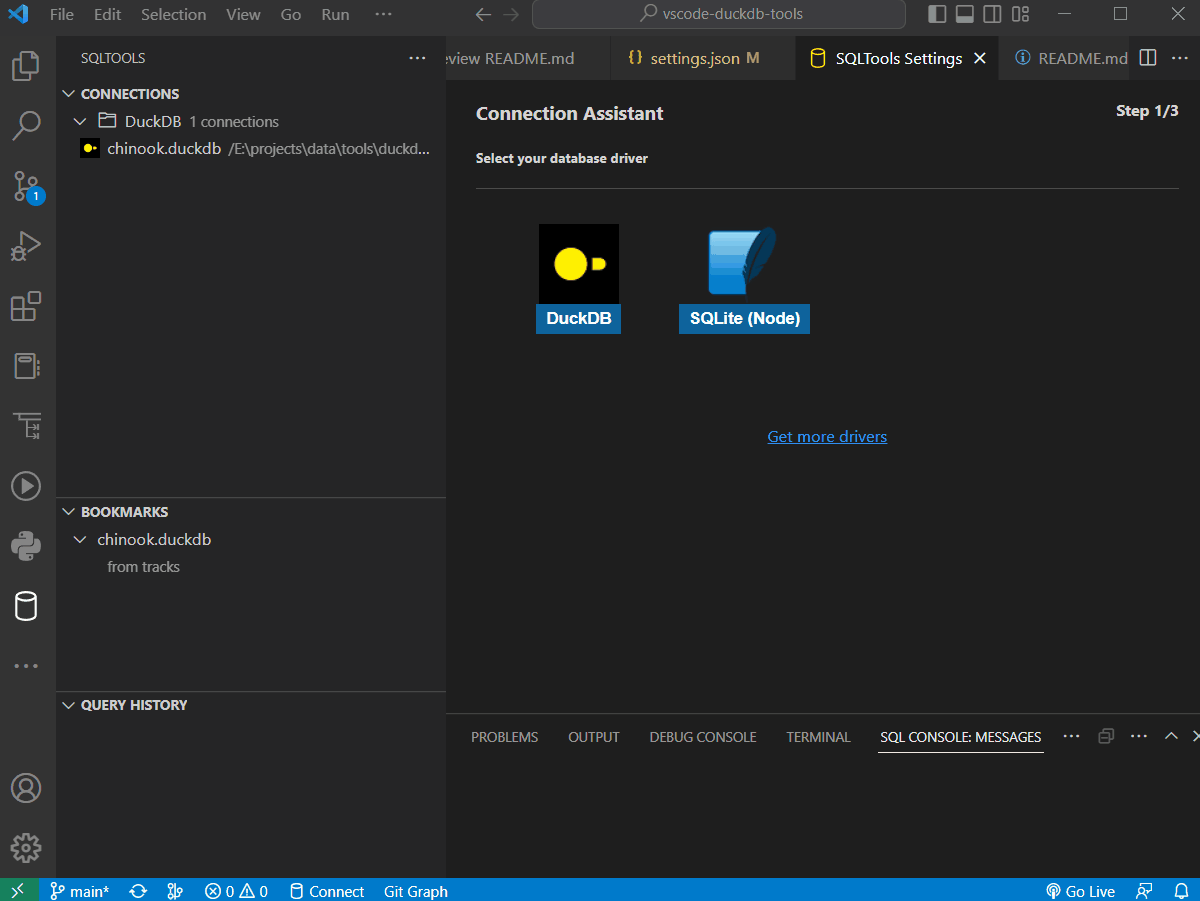 File Edit Selection View Go Run ···
vscode-duckdb-tools
SQLTOOLS
eview README.md
{} settings.json M
SQLTools Settings
README.md
CONNECTIONS
DuckDB 1 connections
chinook.duckdb /E:\projects\data\tools\duckd...
Connection Assistant
Step 1/3
Select your database driver
DuckDB
SQLite (Node)
Get more drivers
1
BOOKMARKS
chinook.duckdb
from tracks
QUERY HISTORY
PROBLEMS OUTPUT DEBUG CONSOLE TERMINAL SQL CONSOLE: MESSAGES
main* 0 0 Connect Git Graph Go Live